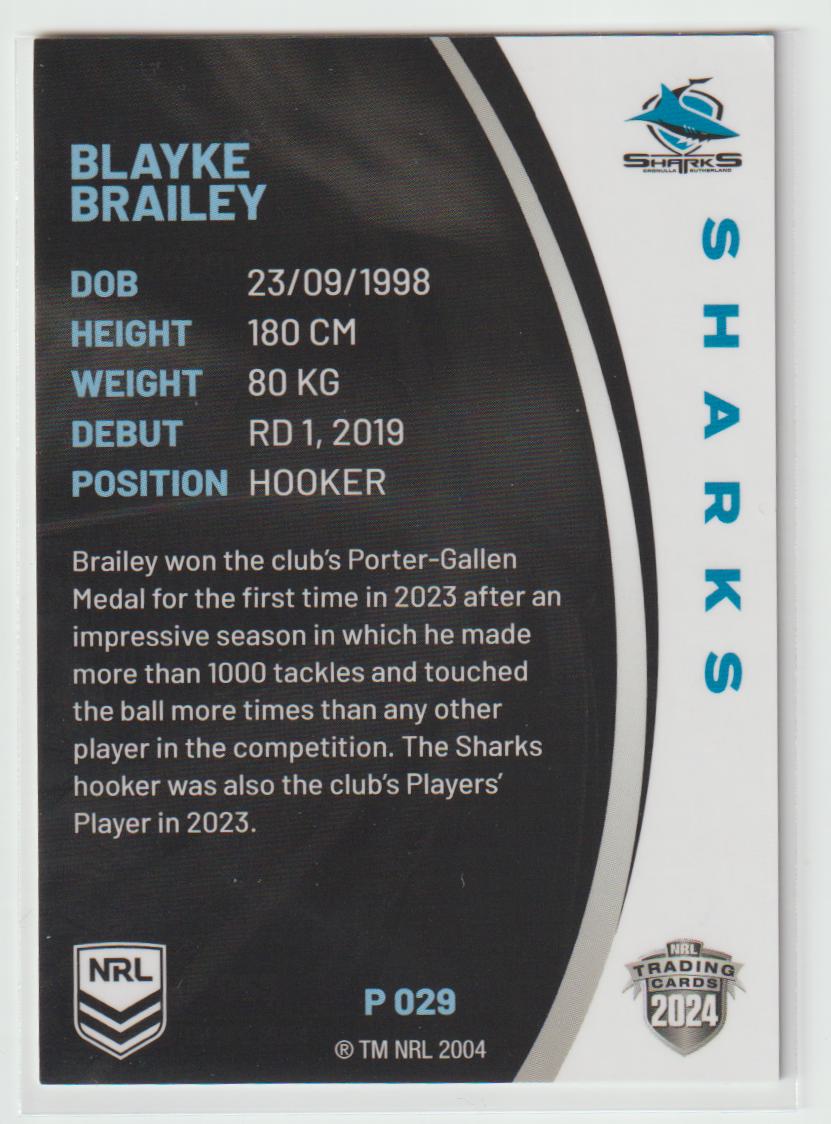 BLAYKE
BRAILEY
DOB 23/09/1998
HEIGHT 180 CM
WEIGHT 80 KG
DEBUT RD 1, 2019
POSITION HOOKER
Brailey won the club's Porter-Gallen
Medal for the first time in 2023 after an
impressive season in which he made
more than 1000 tackles and touched
the ball more times than any other
player in the competition. The Sharks
hooker was also the club's Players'
Player in 2023.
NRL
P 029
® TM NRL 2004
SHARKS
CRONULLA SUTHERLAND
SHARKS
NRL
TRADING
CARDS
2024